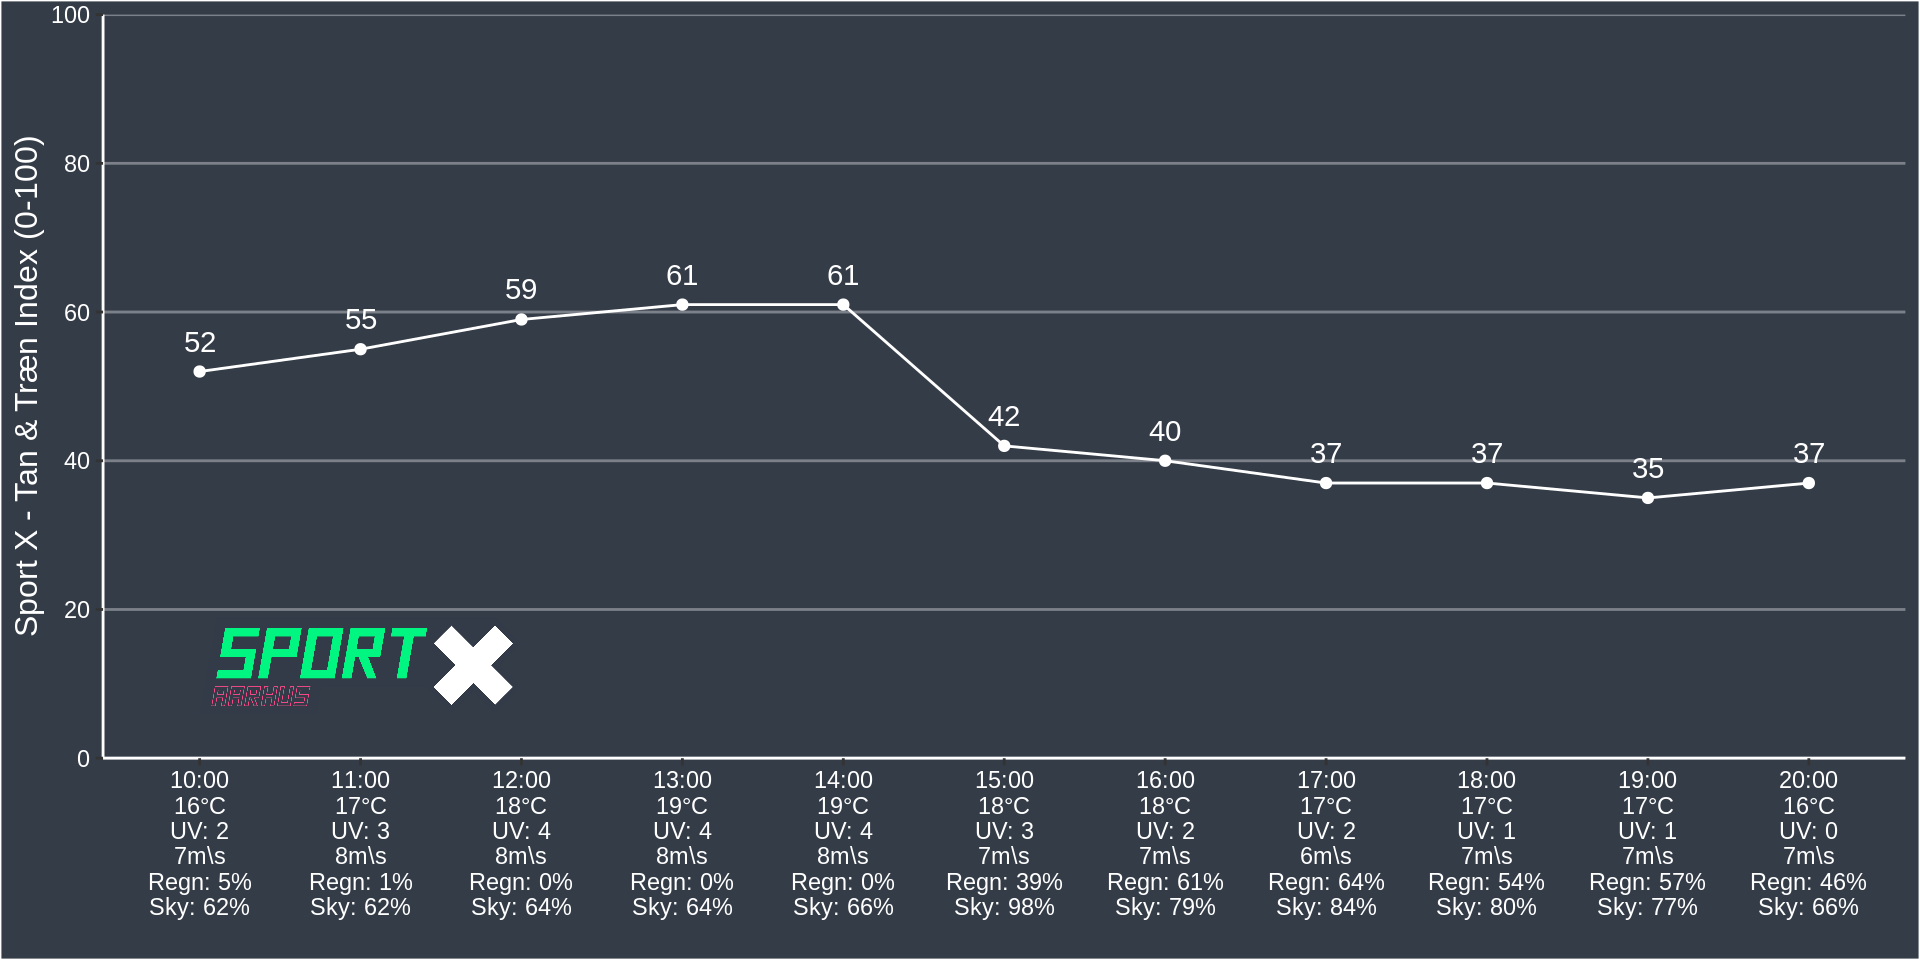 Sport X - Tan & Træn Index (0-100)
100
80
60
40
20
0
52
55
59
61
61
42
40
37
37
35
37
SPORT X
AARHUS
10:00 11:00 12:00 13:00 14:00 15:00 16:00 17:00 18:00 19:00 20:00
16°C 17°C 18°C 19°C 19°C 18°C 18°C 17°C 17°C 17°C 16°C
UV: 2 UV: 3 UV: 4 UV: 4 UV: 4 UV: 3 UV: 2 UV: 2 UV: 1 UV: 1 UV: 0
7m\s 8m\s 8m\s 8m\s 8m\s 7m\s 7m\s 6m\s 7m\s 7m\s 7m\s
Regn: 5% Regn: 1% Regn: 0% Regn: 0% Regn: 0% Regn: 39% Regn: 61% Regn: 64% Regn: 54% Regn: 57% Regn: 46%
Sky: 62% Sky: 62% Sky: 64% Sky: 64% Sky: 66% Sky: 98% Sky: 79% Sky: 84% Sky: 80% Sky: 77% Sky: 66%